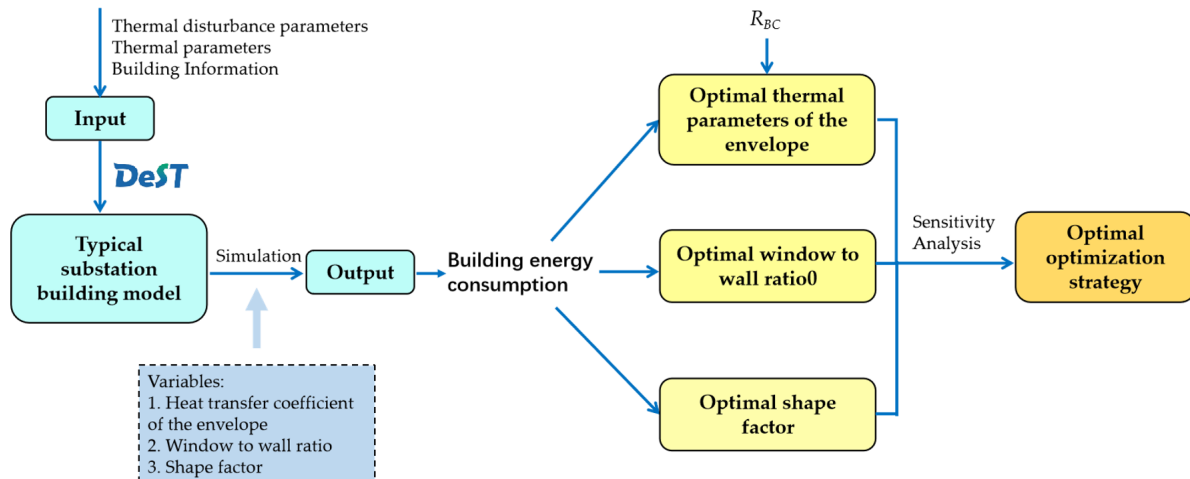 Thermal disturbance parameters
Thermal parameters
Building Information
Input
DeST
Typical
substation
building model
Simulation
Output
Variables:
1. Heat transfer coefficient
of the envelope
2. Window to wall ratio
3. Shape factor
Building energy
consumption
R_BC
Optimal thermal
parameters of the
envelope
Optimal window to
wall ratio0
Optimal shape
factor
Sensitivity
Analysis
Optimal
optimization
strategy